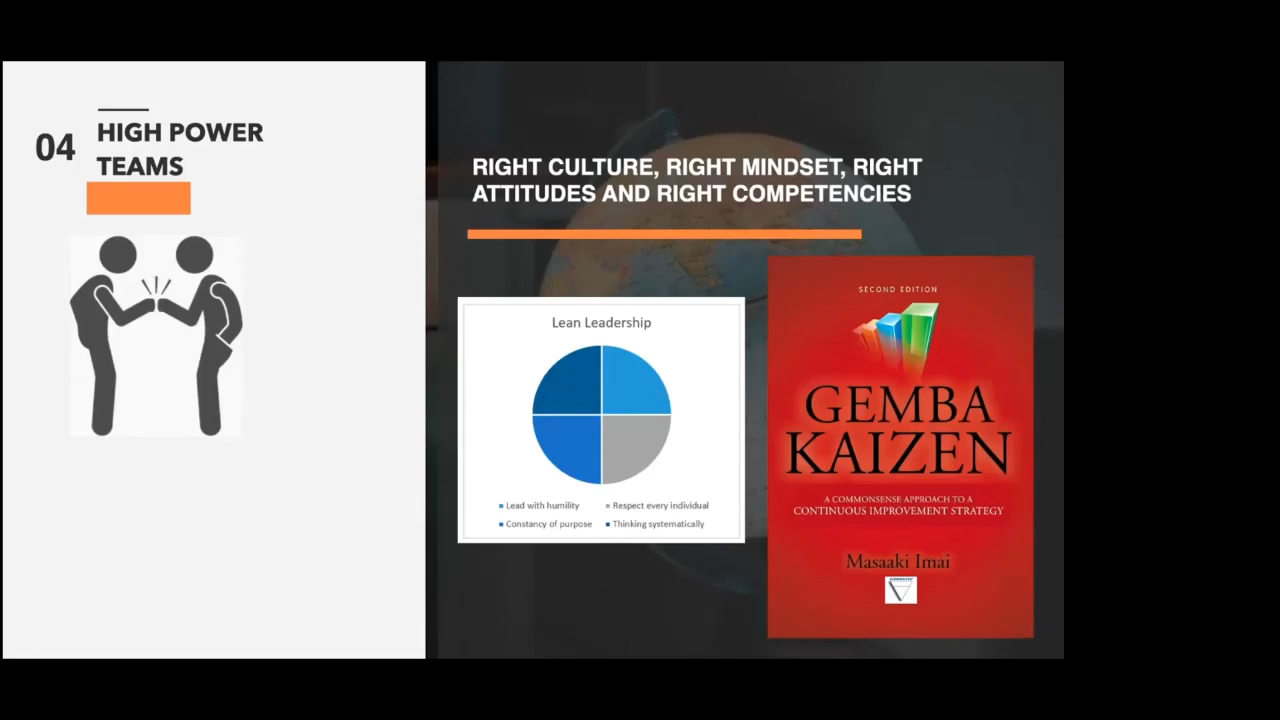 04
HIGH POWER
TEAMS
RIGHT CULTURE, RIGHT MINDSET, RIGHT
ATTITUDES AND RIGHT COMPETENCIES
Lean Leadership
Lead with humility
Respect every individual
Constancy of purpose
Thinking systematically
SECOND EDITION
GEMBA
KAIZEN
A COMMONSENSE APPROACH TO A
CONTINUOUS IMPROVEMENT STRATEGY
Masaaki Imai